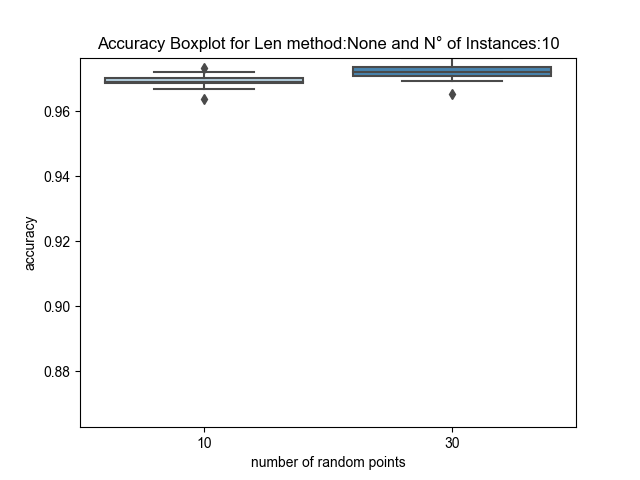 Accuracy Boxplot for Len method:None and N° of Instances:10
accuracy
0.96
0.94
0.92
0.90
0.88
10
30
number of random points